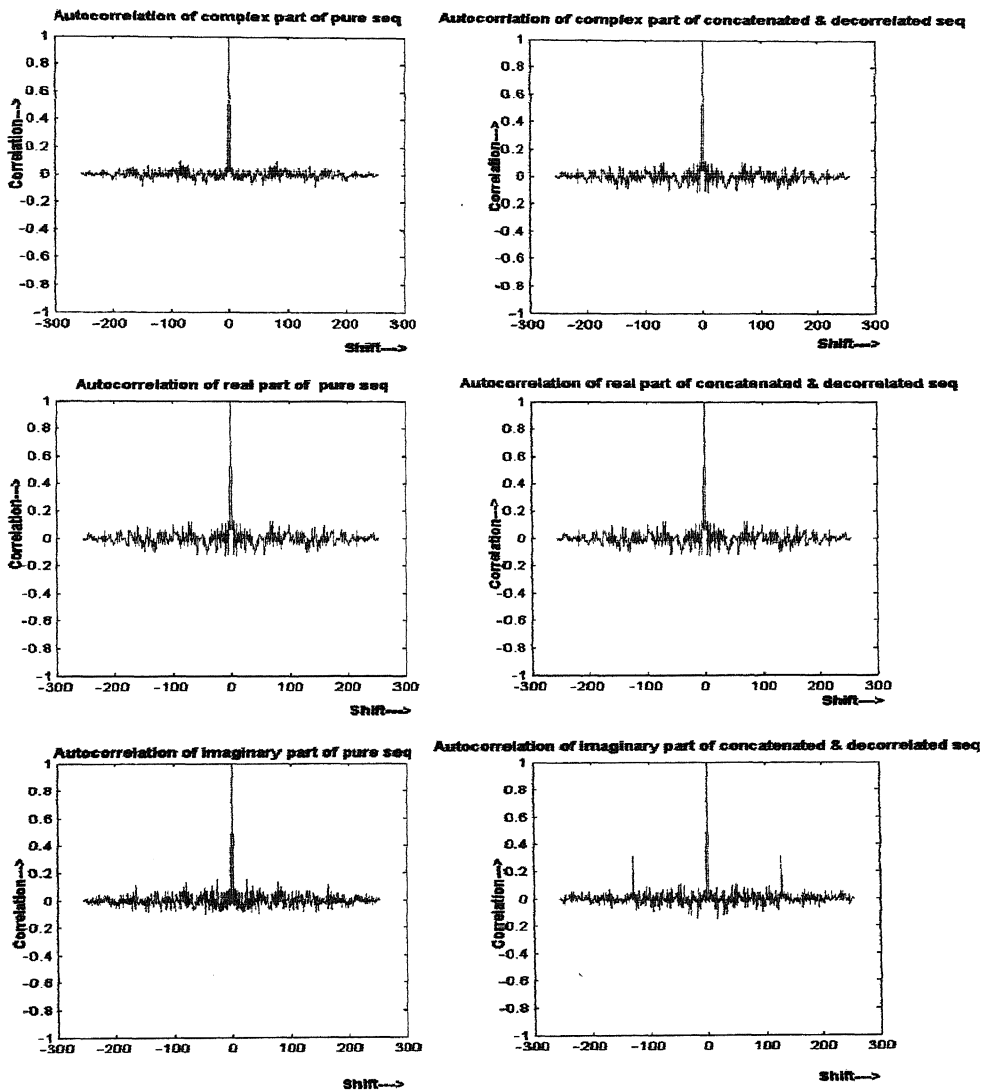 Autocorrelation of complex part of pure seq
1
0.8
0.6
0.4
0.2
0
-0.2
-0.4
-0.6
-0.8
-1
Correlation--->
-300 -200 -100 0 100 200 300
Shift--->
Autocorrlation of complex part of concatenated & decorrelated seq
1
0.8
0.6
0.4
0.2
0
-0.2
-0.4
-0.6
-0.8
-1
Correlation--->
-300 -200 -100 0 100 200 300
Shift--->
Autocorrelation of real part of pure seq
1
0.8
0.6
0.4
0.2
0
-0.2
-0.4
-0.6
-0.8
-1
Correlation--->
-300 -200 -100 0 100 200 300
Shift--->
Autocorrelation of real part of concatenated & decorrelated seq
1
0.8
0.6
0.4
0.2
0
-0.2
-0.4
-0.6
-0.8
-1
Correlation--->
-300 -200 -100 0 100 200 300
Shift--->
Autocorrelation of imaginary part of pure seq
1
0.8
0.6
0.4
0.2
0
-0.2
-0.4
-0.6
-0.8
-1
Correlation--->
-300 -200 -100 0 100 200 300
Shift--->
Autocorrelation of imaginary part of concatenated & decorrelated seq
1
0.8
0.6
0.4
0.2
0
-0.2
-0.4
-0.6
-0.8
-1
Correlation--->
-300 -200 -100 0 100 200 300
Shift--->